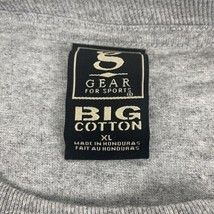 GEAR
FOR SPORTS®
BIG
COTTON
XL
MADE IN HONDURAS
FAIT AU HONDURAS